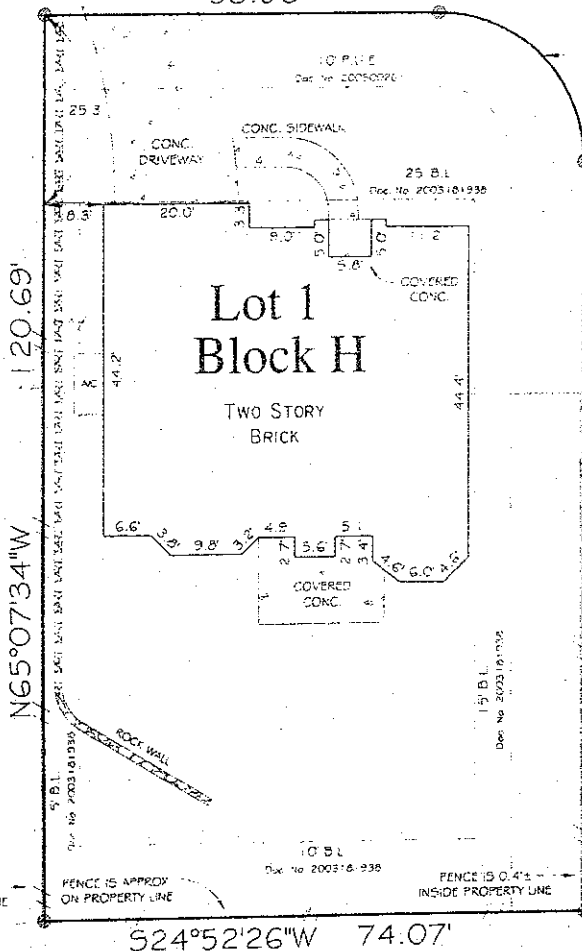 10' P.U.E
25.3
CONC. SIDEWALK
CONC.
DRIVEWAY
25' B.L
Doc. No. 2003181938
8.3'
20.0'
3.3'
9.0'
5.0'
5.8'
5.0'
COVERED
CONC.
120.69'
Lot 1
Block H
44.2'
A/C
44.4'
TWO STORY
BRICK
6.6'
3.8'
9.8'
3.2'
4.9
2.7'
5.6'
2.7'
3.4'
4.6'
6.0'
4.6'
COVERED
CONC.
N65°07'34"W
15' B.L.
Doc. No. 2003181938
ROCK WALL
5' B.L.
Doc. No. 2003181938
10' B.L
Doc. No. 2003181938
FENCE IS APPROX
ON PROPERTY LINE
FENCE IS 0.4'±
INSIDE PROPERTY LINE
S24°52'26"W 74.07'